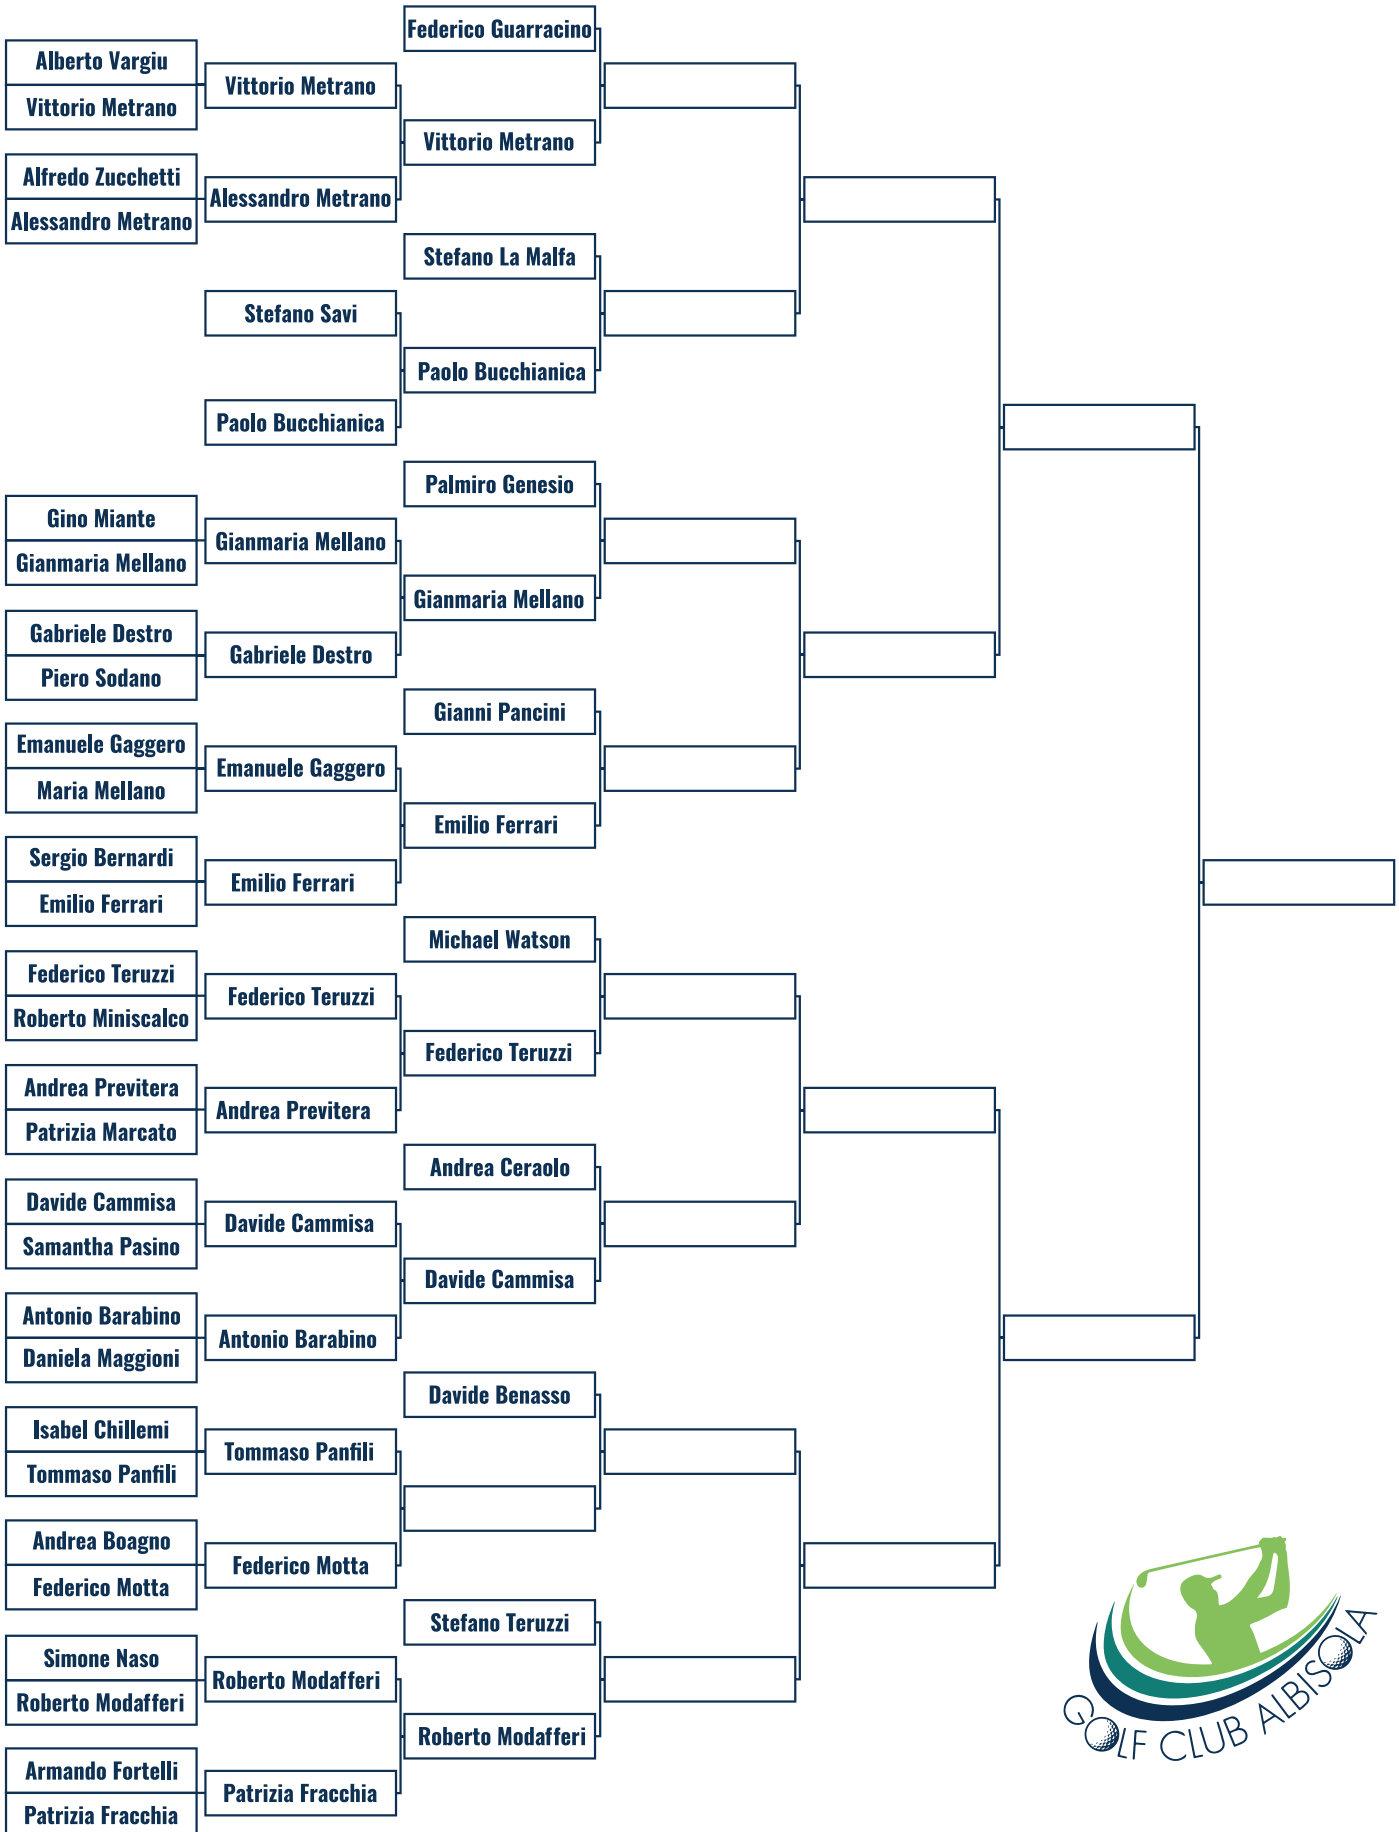 Alberto Vargiu
Vittorio Metrano
Alfredo Zucchetti
Alessandro Metrano
Gino Miante
Gianmaria Mellano
Gabriele Destro
Piero Sodano
Emanuele Gaggero
Maria Mellano
Sergio Bernardi
Emilio Ferrari
Federico Teruzzi
Roberto Miniscalco
Andrea Previtera
Patrizia Marcato
Davide Cammisa
Samantha Pasino
Antonio Barabino
Daniela Maggioni
Isabel Chillemi
Tommaso Panfili
Andrea Boagno
Federico Motta
Simone Naso
Roberto Modafferi
Armando Fortelli
Patrizia Fracchia
Vittorio Metrano
Alessandro Metrano
Stefano Savi
Paolo Bucchianica
Gianmaria Mellano
Gabriele Destro
Emanuele Gaggero
Emilio Ferrari
Federico Teruzzi
Andrea Previtera
Davide Cammisa
Antonio Barabino
Tommaso Panfili
Federico Motta
Roberto Modafferi
Patrizia Fracchia
Federico Guarracino
Vittorio Metrano
Stefano La Malfa
Paolo Bucchianica
Palmiro Genesio
Gianmaria Mellano
Gianni Pancini
Emilio Ferrari
Michael Watson
Federico Teruzzi
Andrea Ceraolo
Davide Cammisa
Davide Benasso
Stefano Teruzzi
Roberto Modafferi
GOLF CLUB ALBISOLA